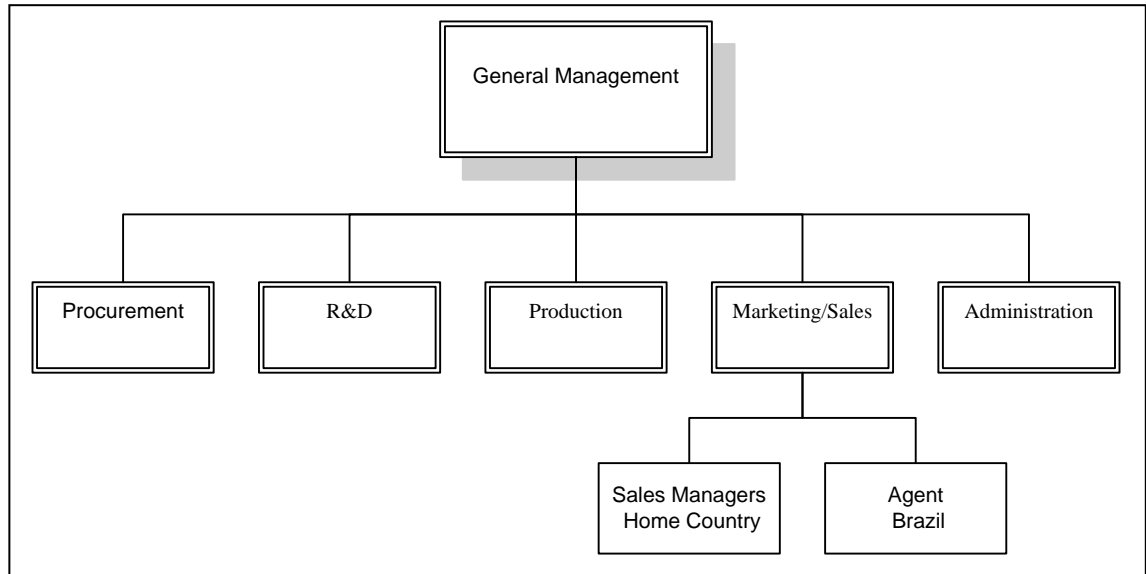 General Management
Procurement
R&D
Production
Marketing/Sales
Administration
Sales Managers
Home Country
Agent
Brazil